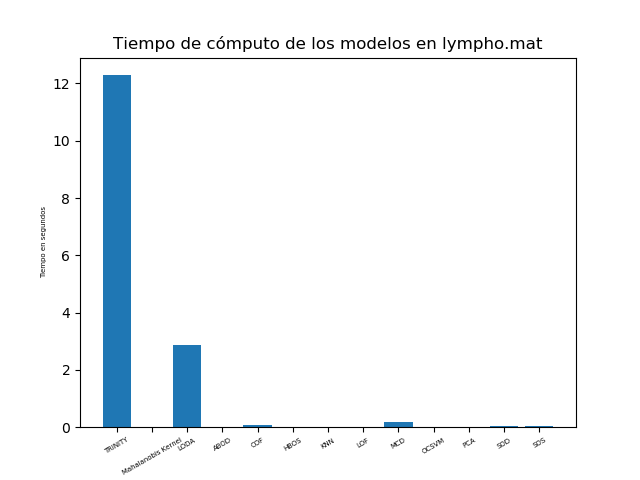 Tiempo de cómputo de los modelos en lympho.mat
12
10
8
6
4
2
0
Tiempo en segundos
TRINITY
Mahalanobis Kernel
LODA
ABOD
COF
HBOS
KNN
LOF
MCD
OCSVM
PCA
SOD
SOS